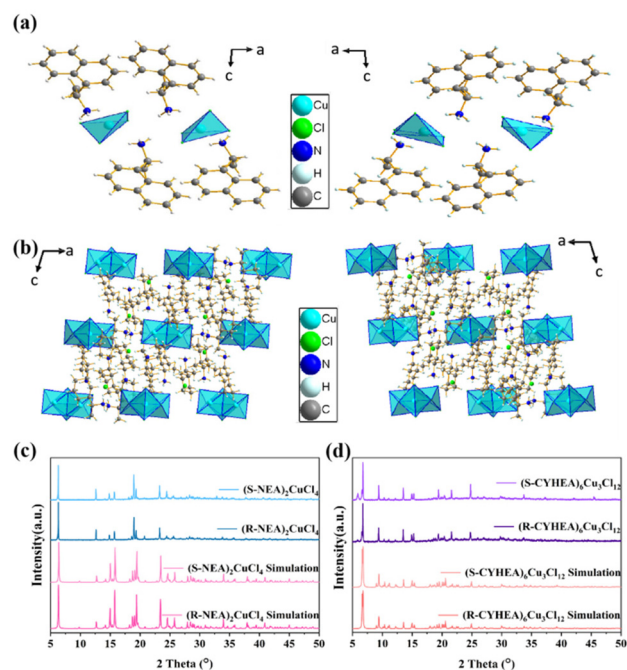 (a)
a
c
a
c
Cu
Cl
N
H
C
(b)
a
c
a
c
Cu
Cl
N
H
C
(c)
(S-NEA)₂CuCl₄
(R-NEA)₂CuCl₄
(S-NEA)₂CuCl₄ Simulation
(R-NEA)₂CuCl₄ Simulation
Intensity(a.u.)
5 10 15 20 25 30 35 40 45 50
2 Theta (°)
(d)
(S-CYHEA)₆Cu₃Cl₁₂
(R-CYHEA)₆Cu₃Cl₁₂
(S-CYHEA)₆Cu₃Cl₁₂ Simulation
(R-CYHEA)₆Cu₃Cl₁₂ Simulation
Intensity(a.u.)
5 10 15 20 25 30 35 40 45 50
2 Theta (°)